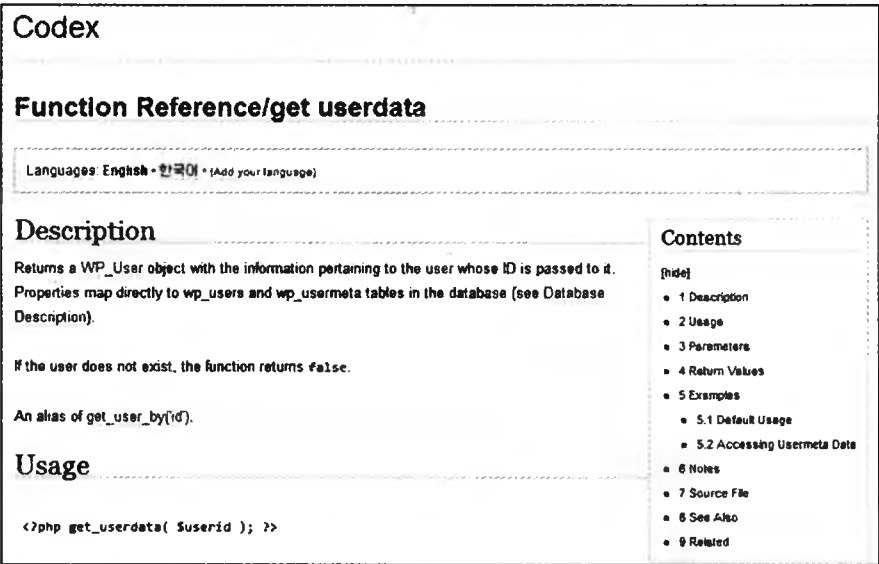 Codex
Function Reference/get userdata
Languages: English • 한국어 • (Add your language)
Description
Returns a WP_User object with the information pertaining to the user whose ID is passed to it.
Properties map directly to wp_users and wp_usermeta tables in the database (see Database
Description).
If the user does not exist, the function returns false.
An alias of get_user_by('id').
Usage
<?php get_userdata( $userid ); ?>
Contents
[hide]
1 Description
2 Usage
3 Parameters
4 Return Values
5 Examples
5.1 Default Usage
5.2 Accessing Usermeta Data
6 Notes
7 Source File
8 See Also
9 Related